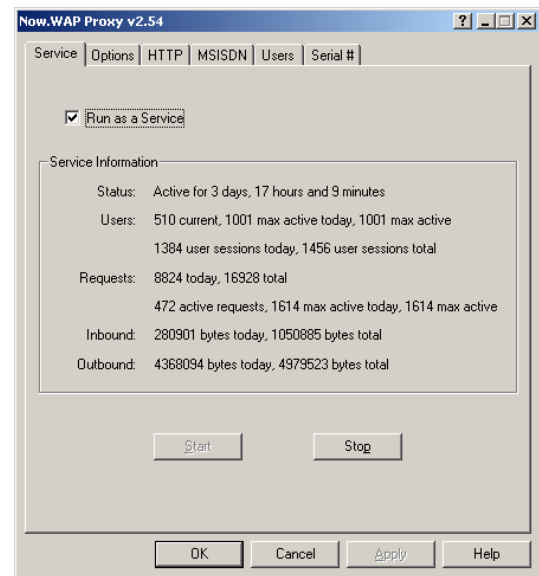 Now.WAP Proxy v2.54
Service Options HTTP MSISDN Users Serial #
Run as a Service
Service Information
Status: Active for 3 days, 17 hours and 9 minutes
Users: 510 current, 1001 max active today, 1001 max active
1384 user sessions today, 1456 user sessions total
Requests: 8824 today, 16928 total
472 active requests, 1614 max active today, 1614 max active
Inbound: 280901 bytes today, 1050885 bytes total
Outbound: 4368094 bytes today, 4979523 bytes total
Start Stop
OK Cancel Apply Help